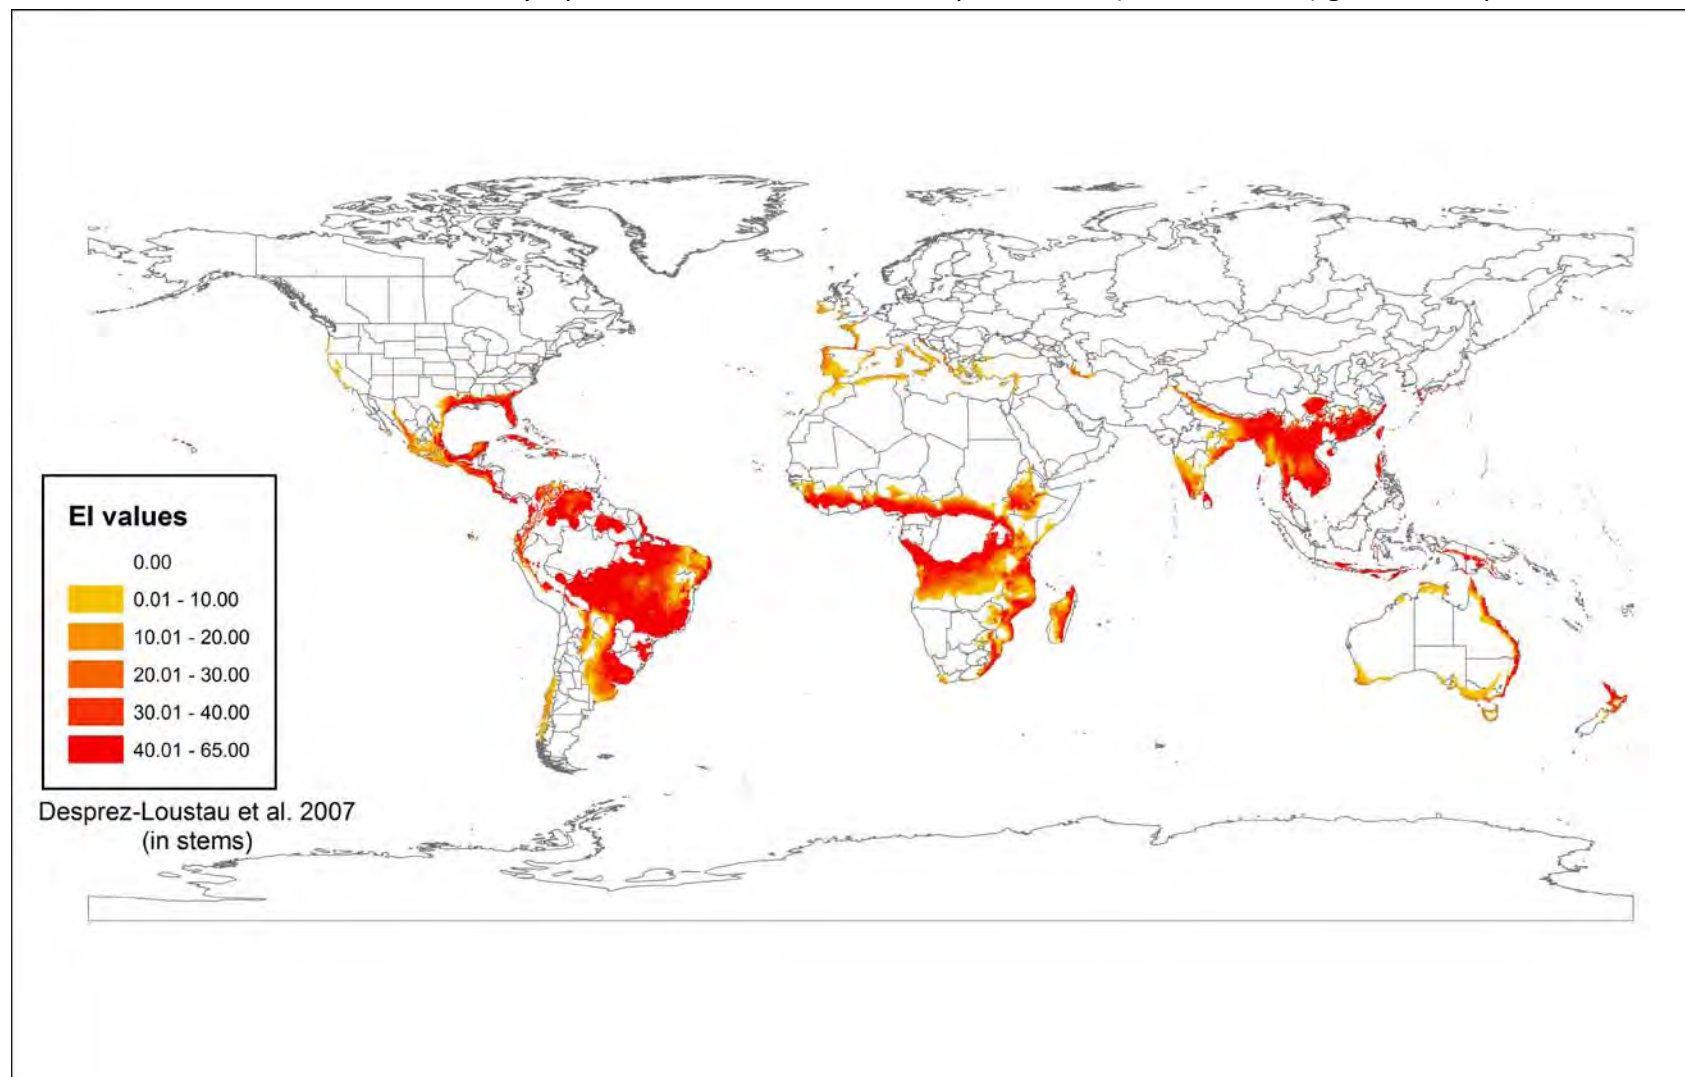 EI values
0.00
0.01 - 10.00
10.01 - 20.00
20.01 - 30.00
30.01 - 40.00
40.01 - 65.00
Desprez-Loustau et al. 2007
(in stems)